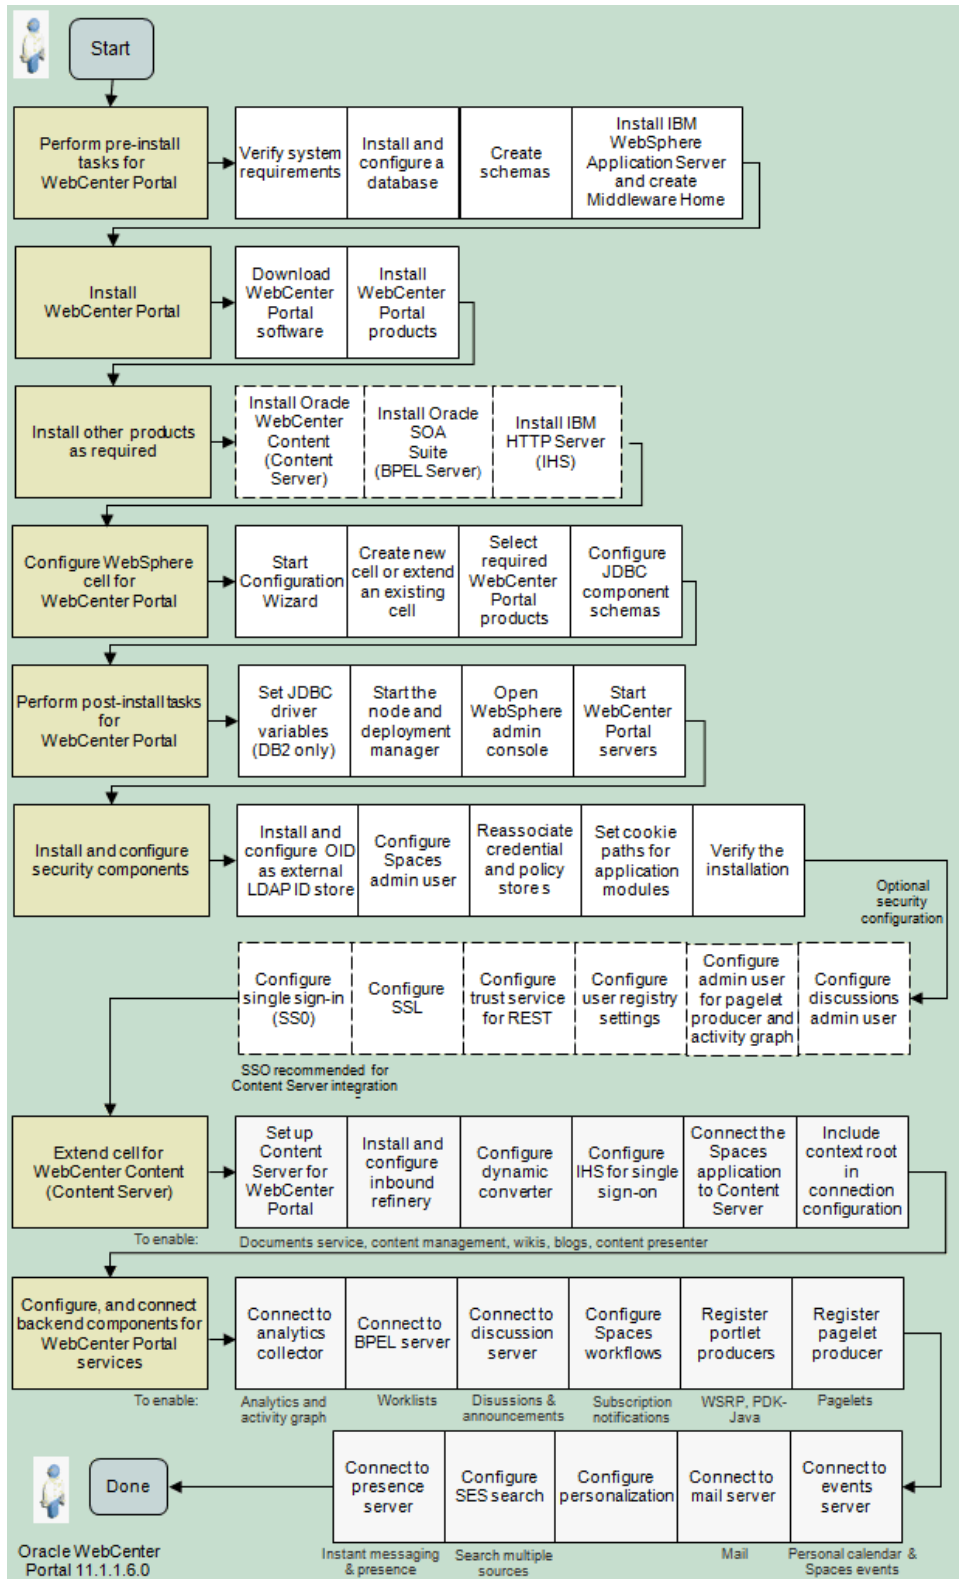 Start
Perform pre-install
tasks for
WebCenter Portal
Verify system
requirements
Install and
configure a
database
Create
schemas
Install IBM
WebSphere
Application Server
and create
Middleware Home
Install
WebCenter Portal
Download
WebCenter
Portal
software
Install
WebCenter
Portal
products
Install other products
as required
Install Oracle
WebCenter
Content
(Content
Server)
Install Oracle
SOA
Suite
(BPEL Server)
Install IBM
HTTP Server
(IHS)
Configure WebSphere
cell for
WebCenter Portal
Start
Configuration
Wizard
Create new
cell or extend
an existing
cell
Select
required
WebCenter
Portal
products
Configure
JDBC
component
schemas
Perform post-install tasks
for
WebCenter Portal
Set JDBC
driver
variables
(DB2 only)
Start the
node and
deployment
manager
Open
WebSphere
admin
console
Start
WebCenter
Portal
servers
Install and configure
security components
Install and
configure OID
as external
LDAP ID store
Configure
Spaces
admin user
Reassociate
credential
and policy
stores
Set cookie
paths for
application
modules
Verify the
installation
Optional
security
configuration
Configure
single sign-in
(SS0)
Configure
SSL
Configure
trust service
for REST
Configure
user registry
settings
Configure
admin user
for pagelet
producer and
activity graph
Configure
discussions
admin user
SSO recommended for
Content Server integration
Extend cell for
WebCenter Content
(Content Server)
Set up
Content
Server for
WebCenter
Portal
Install and
configure
inbound
refinery
Configure
dynamic
converter
Configure
IHS for single
sign-on
Connect the
Spaces
application
to Content
Server
Include
context root
in
connection
configuration
To enable:
Documents service, content management, wikis, blogs, content presenter
Configure, and connect
backend components for
WebCenter Portal
services
Connect to
analytics
collector
Connect to
BPEL server
Connect to
discussion
server
Configure
Spaces
workflows
Register
portlet
producers
Register
pagelet
producer
To enable:
Analytics and
activity graph
Worklists
Disussions &
announcements
Subscription
notifications
WSRP, PDK-
Java
Pagelets
Done
Connect to
presence
server
Configure
SES search
Configure
personalization
Connect to
mail server
Connect to
events
server
Instant messaging
& presence
Search multiple
sources
Mail
Personal calendar &
Spaces events
Oracle WebCenter
Portal 11.1.1.6.0